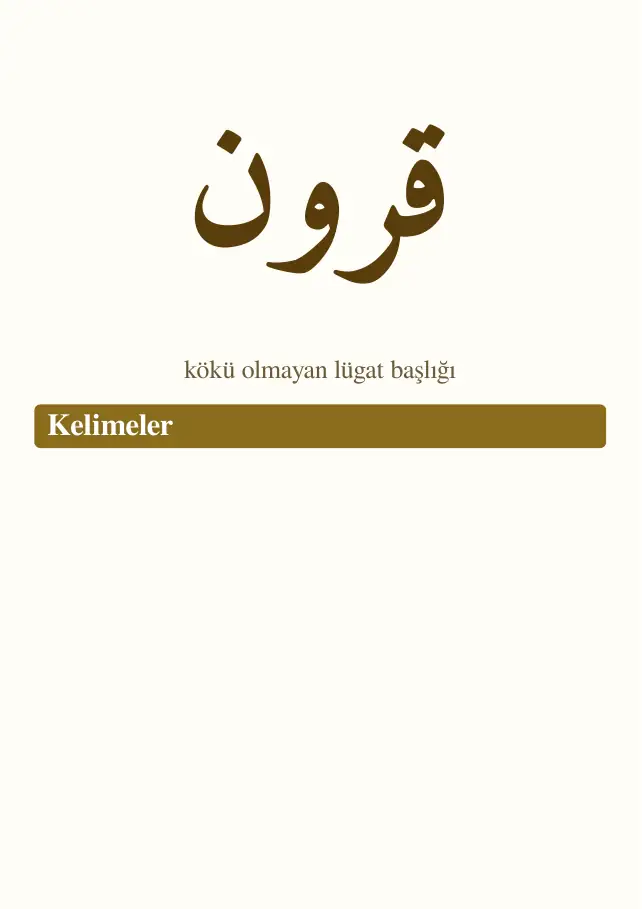 قرون
kökü olmayan lügat başlığı
Kelimeler